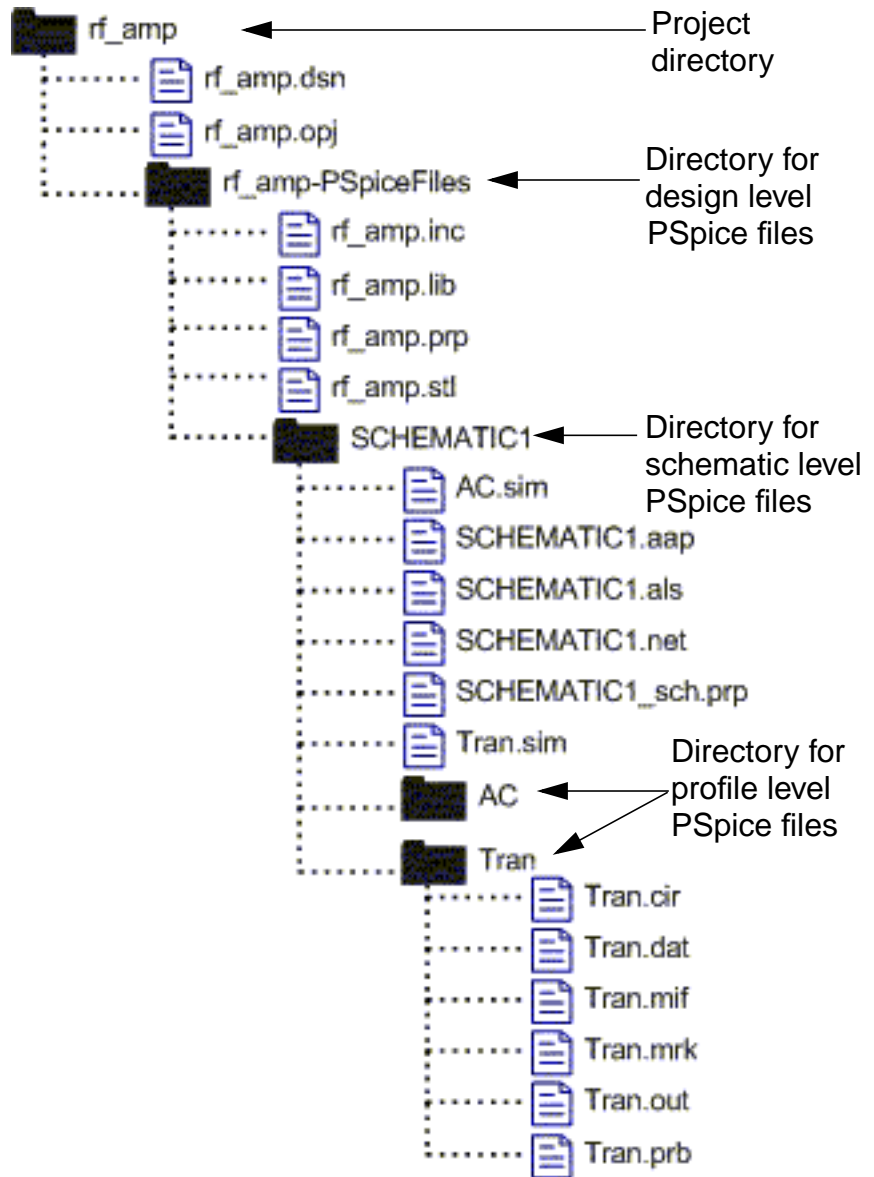 rf_amp
Project
directory
rf_amp.dsn
rf_amp.opj
rf_amp-PSpiceFiles
Directory for
design level
PSpice files
rf_amp.inc
rf_amp.lib
rf_amp.prp
rf_amp.stl
SCHEMATIC1
Directory for
schematic level
PSpice files
AC.sim
SCHEMATIC1.aap
SCHEMATIC1.als
SCHEMATIC1.net
SCHEMATIC1_sch.prp
Tran.sim
Directory for
profile level
PSpice files
AC
Tran
Tran.cir
Tran.dat
Tran.mif
Tran.mrk
Tran.out
Tran.prb